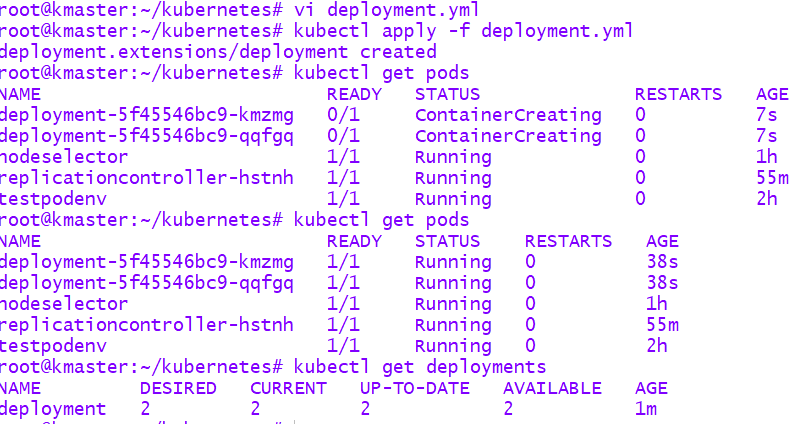 root@kmaster:~/kubernetes# vi deployment.yml
root@kmaster:~/kubernetes# kubectl apply -f deployment.yml
deployment.extensions/deployment created
root@kmaster:~/kubernetes# kubectl get pods
NAME READY STATUS RESTARTS AGE
deployment-5f45546bc9-kmzmg 0/1 ContainerCreating 0 7s
deployment-5f45546bc9-qqfgq 0/1 ContainerCreating 0 7s
nodeselector 1/1 Running 0 1h
replicationcontroller-hstnh 1/1 Running 0 55m
testpodenv 1/1 Running 0 2h
root@kmaster:~/kubernetes# kubectl get pods
NAME READY STATUS RESTARTS AGE
deployment-5f45546bc9-kmzmg 1/1 Running 0 38s
deployment-5f45546bc9-qqfgq 1/1 Running 0 38s
nodeselector 1/1 Running 0 1h
replicationcontroller-hstnh 1/1 Running 0 55m
testpodenv 1/1 Running 0 2h
root@kmaster:~/kubernetes# kubectl get deployments
NAME DESIRED CURRENT UP-TO-DATE AVAILABLE AGE
deployment 2 2 2 2 1m